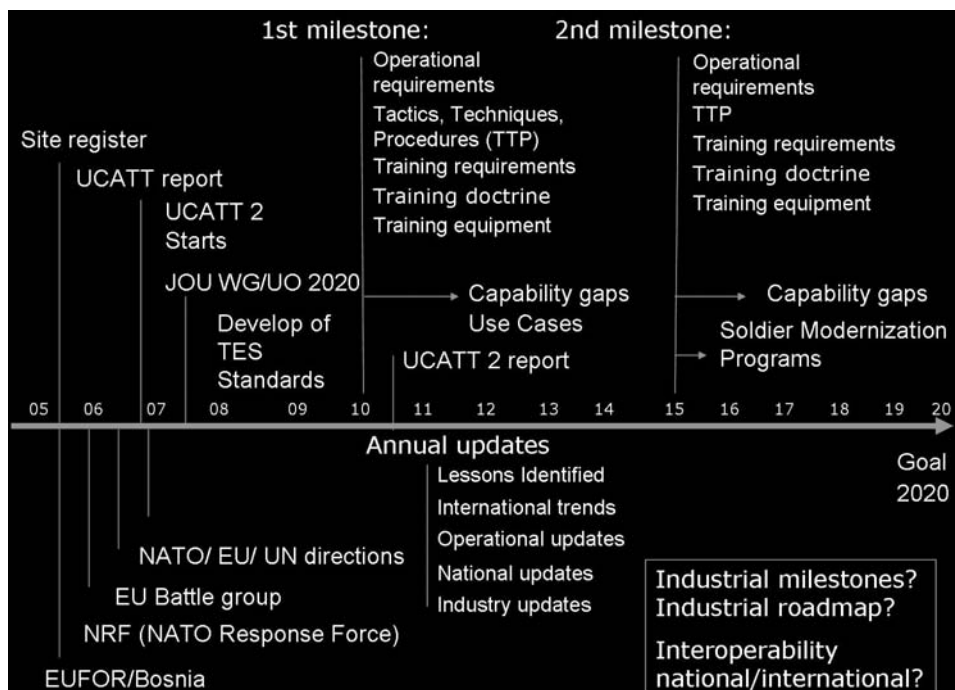 1st milestone:
2nd milestone:
Operational
requirements
Tactics, Techniques,
Procedures (TTP)
Training requirements
Training doctrine
Training equipment
Operational
requirements
TTP
Training requirements
Training doctrine
Training equipment
Site register
UCATT report
UCATT 2
Starts
JOU WG/UO 2020
Develop of
TES
Standards
Capability gaps
Use Cases
UCATT 2 report
Capability gaps
Soldier Modernization
Programs
05 06 07 08 09 10 11 12 13 14 15 16 17 18 19 20
Annual updates
Goal
2020
Lessons Identified
International trends
Operational updates
National updates
Industry updates
NATO/ EU/ UN directions
EU Battle group
NRF (NATO Response Force)
EUFOR/Bosnia
Industrial milestones?
Industrial roadmap?
Interoperability
national/international?